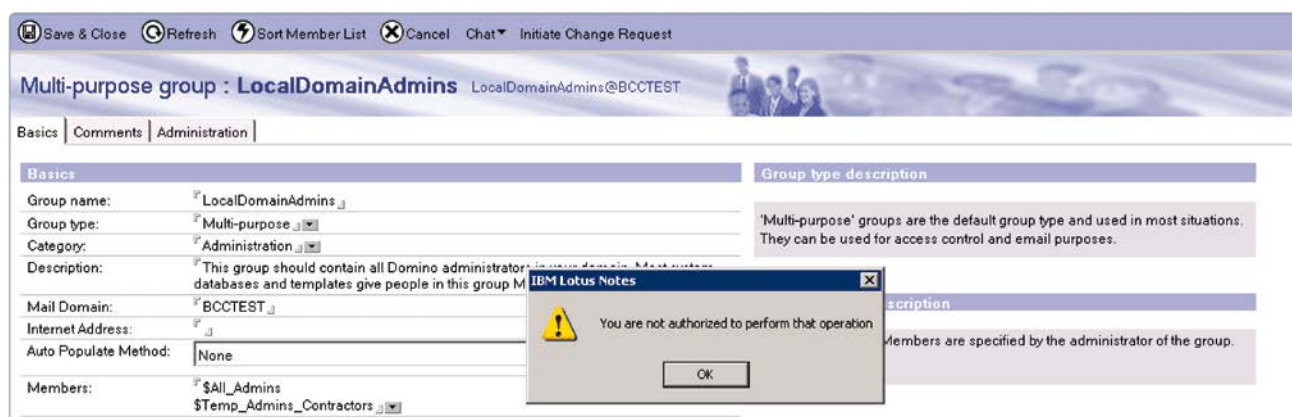 Save & Close Refresh Sort Member List Cancel Chat Initiate Change Request
Multi-purpose group : LocalDomainAdmins LocalDomainAdmins@BCCTEST
Basics Comments Administration
Basics
Group name: LocalDomainAdmins
Group type: Multi-purpose
Category: Administration
Description: This group should contain all Domino administrators in your domain. Most system
databases and templates give people in this group M
Mail Domain: BCCTEST
Internet Address:
Auto Populate Method: None
Members: $All_Admins
$Temp_Admins_Contractors
Group type description
'Multi-purpose' groups are the default group type and used in most situations.
They can be used for access control and email purposes.
scription
Members are specified by the administrator of the group.
IBM Lotus Notes
You are not authorized to perform that operation
OK